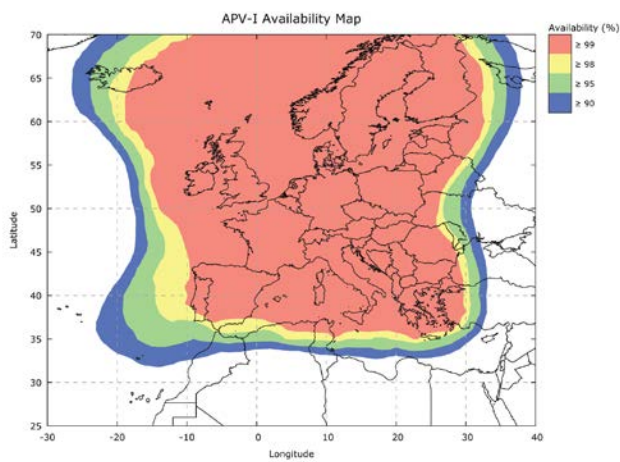 APV-I Availability Map
Availability (%)
≥ 99
≥ 98
≥ 95
≥ 90
70
65
60
55
50
45
40
35
30
25
Latitude
-30 -20 -10 0 10 20 30 40
Longitude